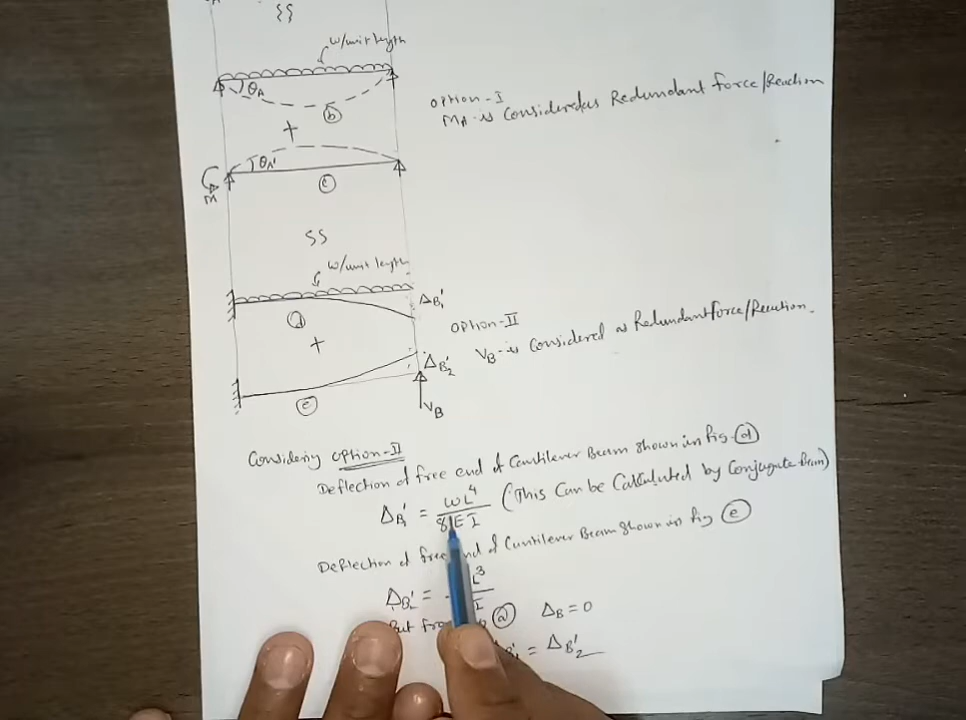 SS
w/unit length
θA
b
Option-I
MA is Considered as Redundant force/Reaction
+
θA'
M
c
SS
w/unit length
ΔB1'
d
Option-II
VB is Considered as Redundant force/Reaction.
+
ΔB2'
e
VB
Considering option-II
Deflection of free end of Cantilever Beam shown in fig d
ΔB1' = wL⁴/8EI (This Can be Calculated by Conjugate Beam)
Deflection of free end of Cantilever Beam shown in fig e
ΔB2' = L³/I
But a ΔB = 0
B1' = ΔB2'